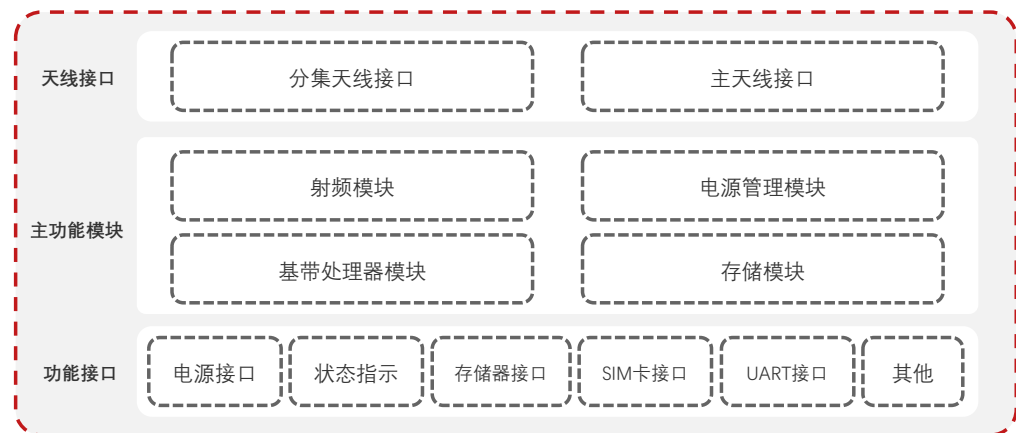 天线接口
分集天线接口
主天线接口
主功能模块
射频模块
电源管理模块
基带处理器模块
存储模块
功能接口
电源接口
状态指示
存储器接口
SIM卡接口
UART接口
其他